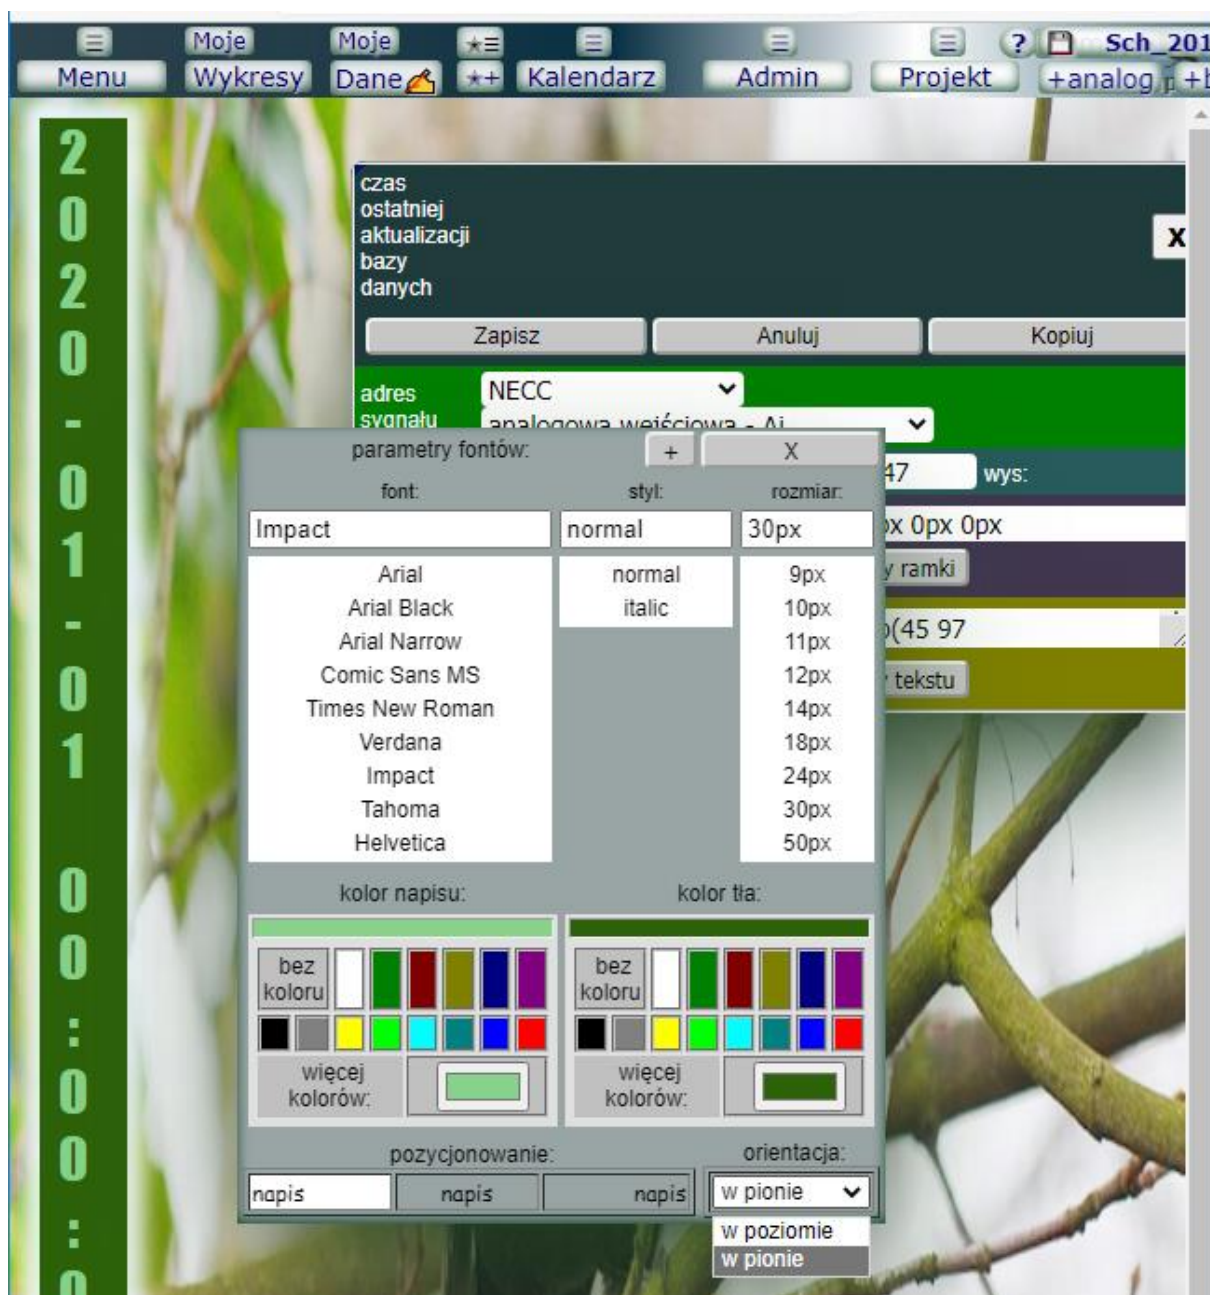 ☰ Moje Moje ★☰ ☰ ☰ ☰ ? Sch_201
Menu Wykresy Dane ★+ Kalendarz Admin Projekt +analog +b
2
0
2
0
-
0
1
-
0
1
0
0
:
0
0
:
0
czas
ostatniej
aktualizacji
bazy
danych
X
Zapisz Anuluj Kopiuj
adres NECC
sygnału analogowa wejściowa - Ai
parametry fontów: + X
47 wys:
font: styl: rozmiar:
Impact normal 30px
px 0px 0px
y ramki
(45 97
tekstu
Arial normal 9px
Arial Black italic 10px
Arial Narrow 11px
Comic Sans MS 12px
Times New Roman 14px
Verdana 18px
Impact 24px
Tahoma 30px
Helvetica 50px
kolor napisu: kolor tła:
bez bez
koloru koloru
więcej więcej
kolorów: kolorów:
pozycjonowanie: orientacja:
napis napis napis w pionie
w poziomie
w pionie